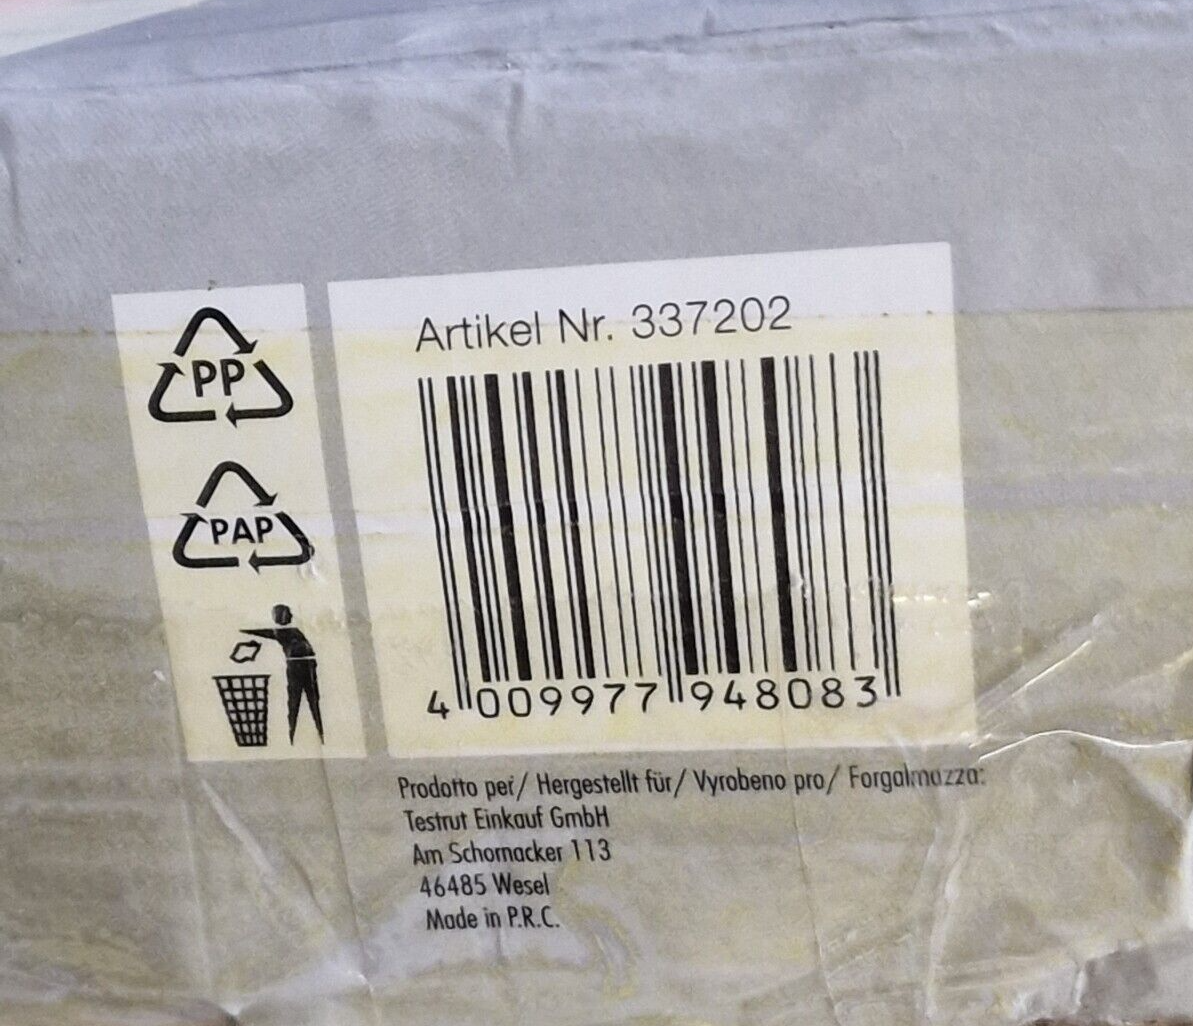 Artikel Nr. 337202
PP
PAP
4 009977 948083
Prodotto per/ Hergestellt für/ Vyrobeno pro/ Forgalmazza:
Testrut Einkauf GmbH
Am Schornacker 113
46485 Wesel
Made in P.R.C.